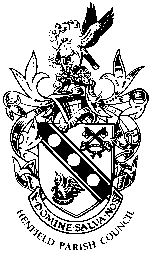 DOMINE·SALVA·NOS
HENFIELD PARISH COUNCIL